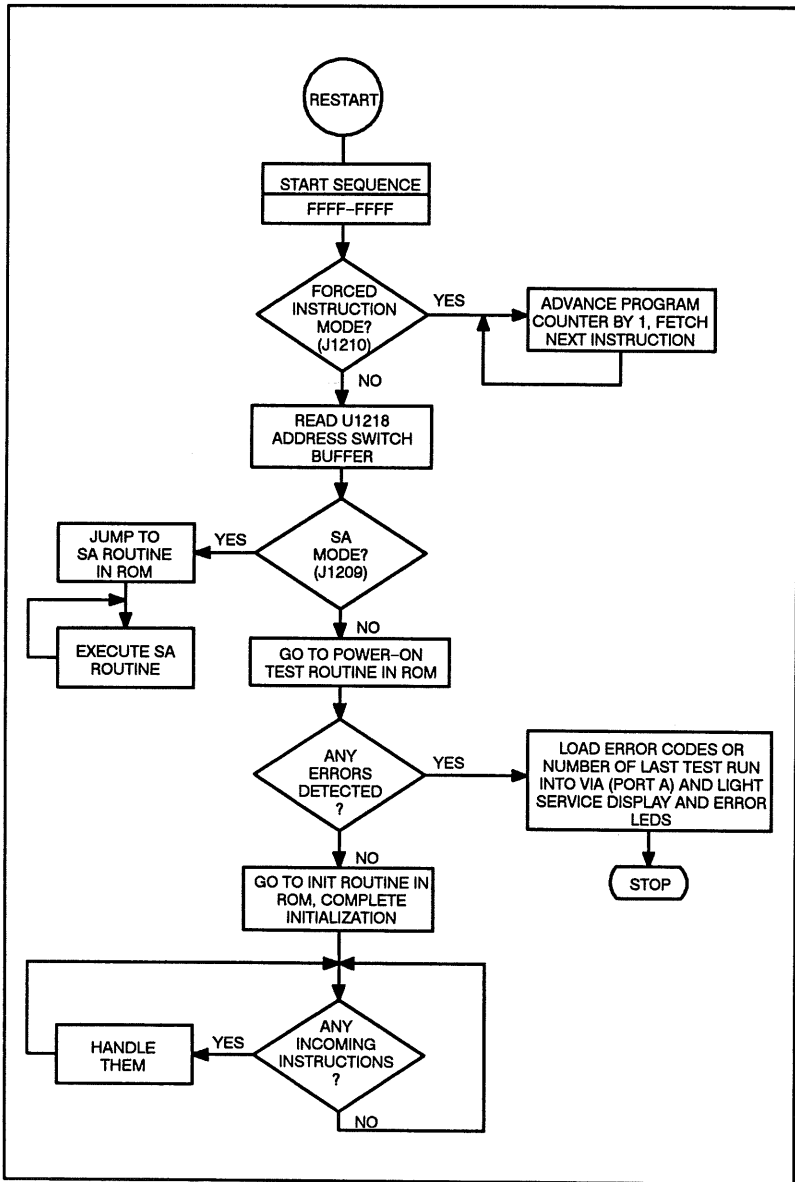 RESTART
START SEQUENCE
FFFF-FFFF
FORCED
INSTRUCTION
MODE?
(J1210)
YES
ADVANCE PROGRAM
COUNTER BY 1, FETCH
NEXT INSTRUCTION
NO
READ U1218
ADDRESS SWITCH
BUFFER
SA
MODE?
(J1209)
YES
JUMP TO
SA ROUTINE
IN ROM
EXECUTE SA
ROUTINE
NO
GO TO POWER-ON
TEST ROUTINE IN ROM
ANY
ERRORS
DETECTED
?
YES
LOAD ERROR CODES OR
NUMBER OF LAST TEST RUN
INTO VIA (PORT A) AND LIGHT
SERVICE DISPLAY AND ERROR
LEDS
STOP
NO
GO TO INIT ROUTINE IN
ROM, COMPLETE
INITIALIZATION
ANY
INCOMING
INSTRUCTIONS
?
YES
HANDLE
THEM
NO